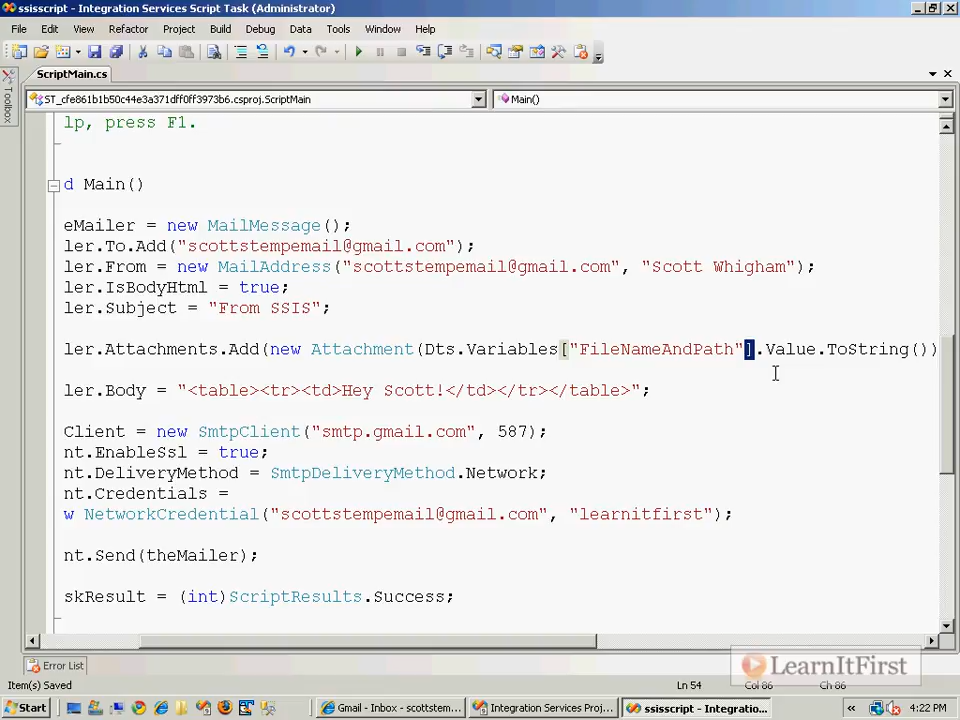 ssisscript - Integration Services Script Task (Administrator)
File Edit View Refactor Project Build Debug Data Tools Window Help
ScriptMain.cs
Toolbox
ST_cfe861b1b50c44e3a371dff0ff3973b6.csproj.ScriptMain
Main()
lp, press F1.
d Main()
eMailer = new MailMessage();
ler.To.Add("scottstempemail@gmail.com");
ler.From = new MailAddress("scottstempemail@gmail.com", "Scott Whigham");
ler.IsBodyHtml = true;
ler.Subject = "From SSIS";
ler.Attachments.Add(new Attachment(Dts.Variables["FileNameAndPath"].Value.ToString())
ler.Body = "<table><tr><td>Hey Scott!</td></tr></table>";
Client = new SmtpClient("smtp.gmail.com", 587);
nt.EnableSsl = true;
nt.DeliveryMethod = SmtpDeliveryMethod.Network;
nt.Credentials =
w NetworkCredential("scottstempemail@gmail.com", "learnitfirst");
nt.Send(theMailer);
skResult = (int)ScriptResults.Success;
Error List
LearnItFirst
Item(s) Saved
Ln 54 Col 86 Ch 86
Start
Gmail - Inbox - scottstem...
Integration Services Proj...
ssisscript - Integratio...
4:22 PM